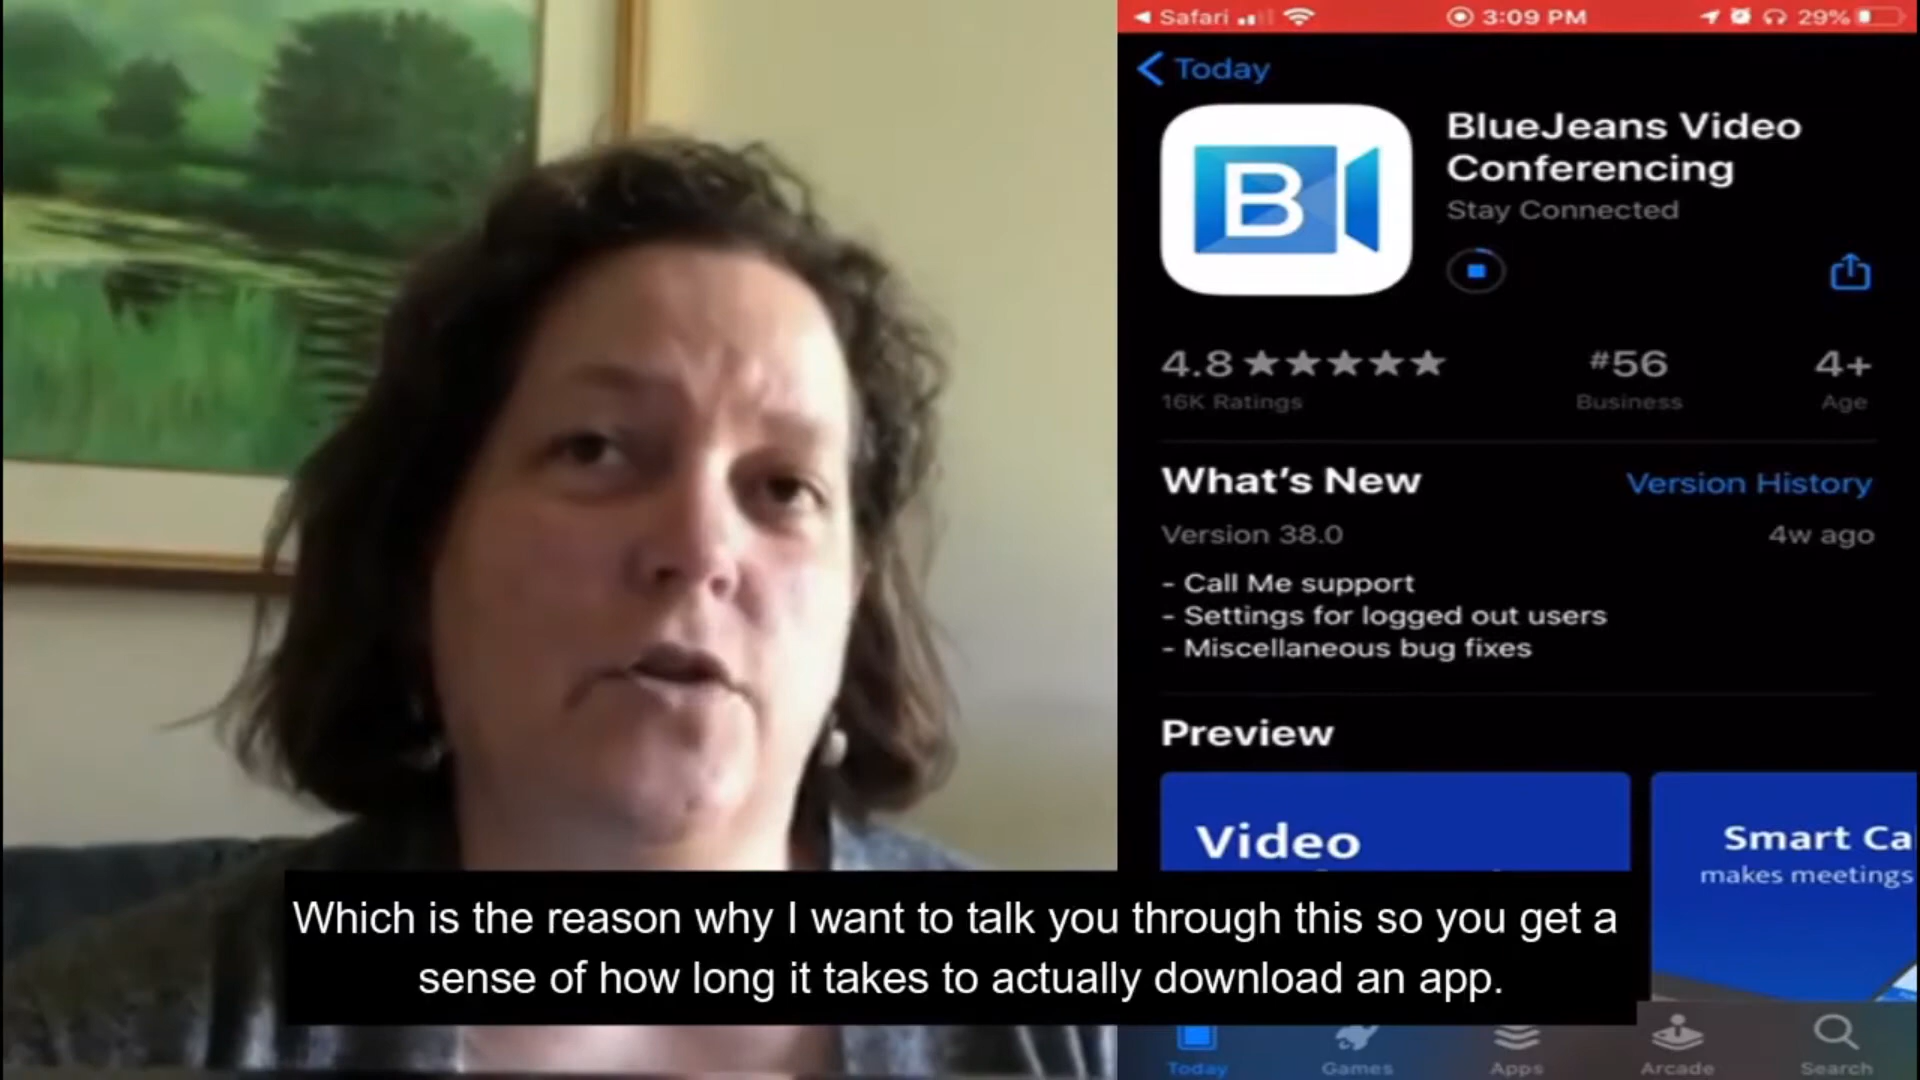 Safari 3:09 PM 29%
Today
B
BlueJeans Video
Conferencing
Stay Connected
4.8 #56 4+
16K Ratings Business Age
What's New Version History
Version 38.0 4w ago
- Call Me support
- Settings for logged out users
- Miscellaneous bug fixes
Preview
Video
Smart Ca
makes meetings
Which is the reason why I want to talk you through this so you get a
sense of how long it takes to actually download an app.
Today Games Apps Arcade Search